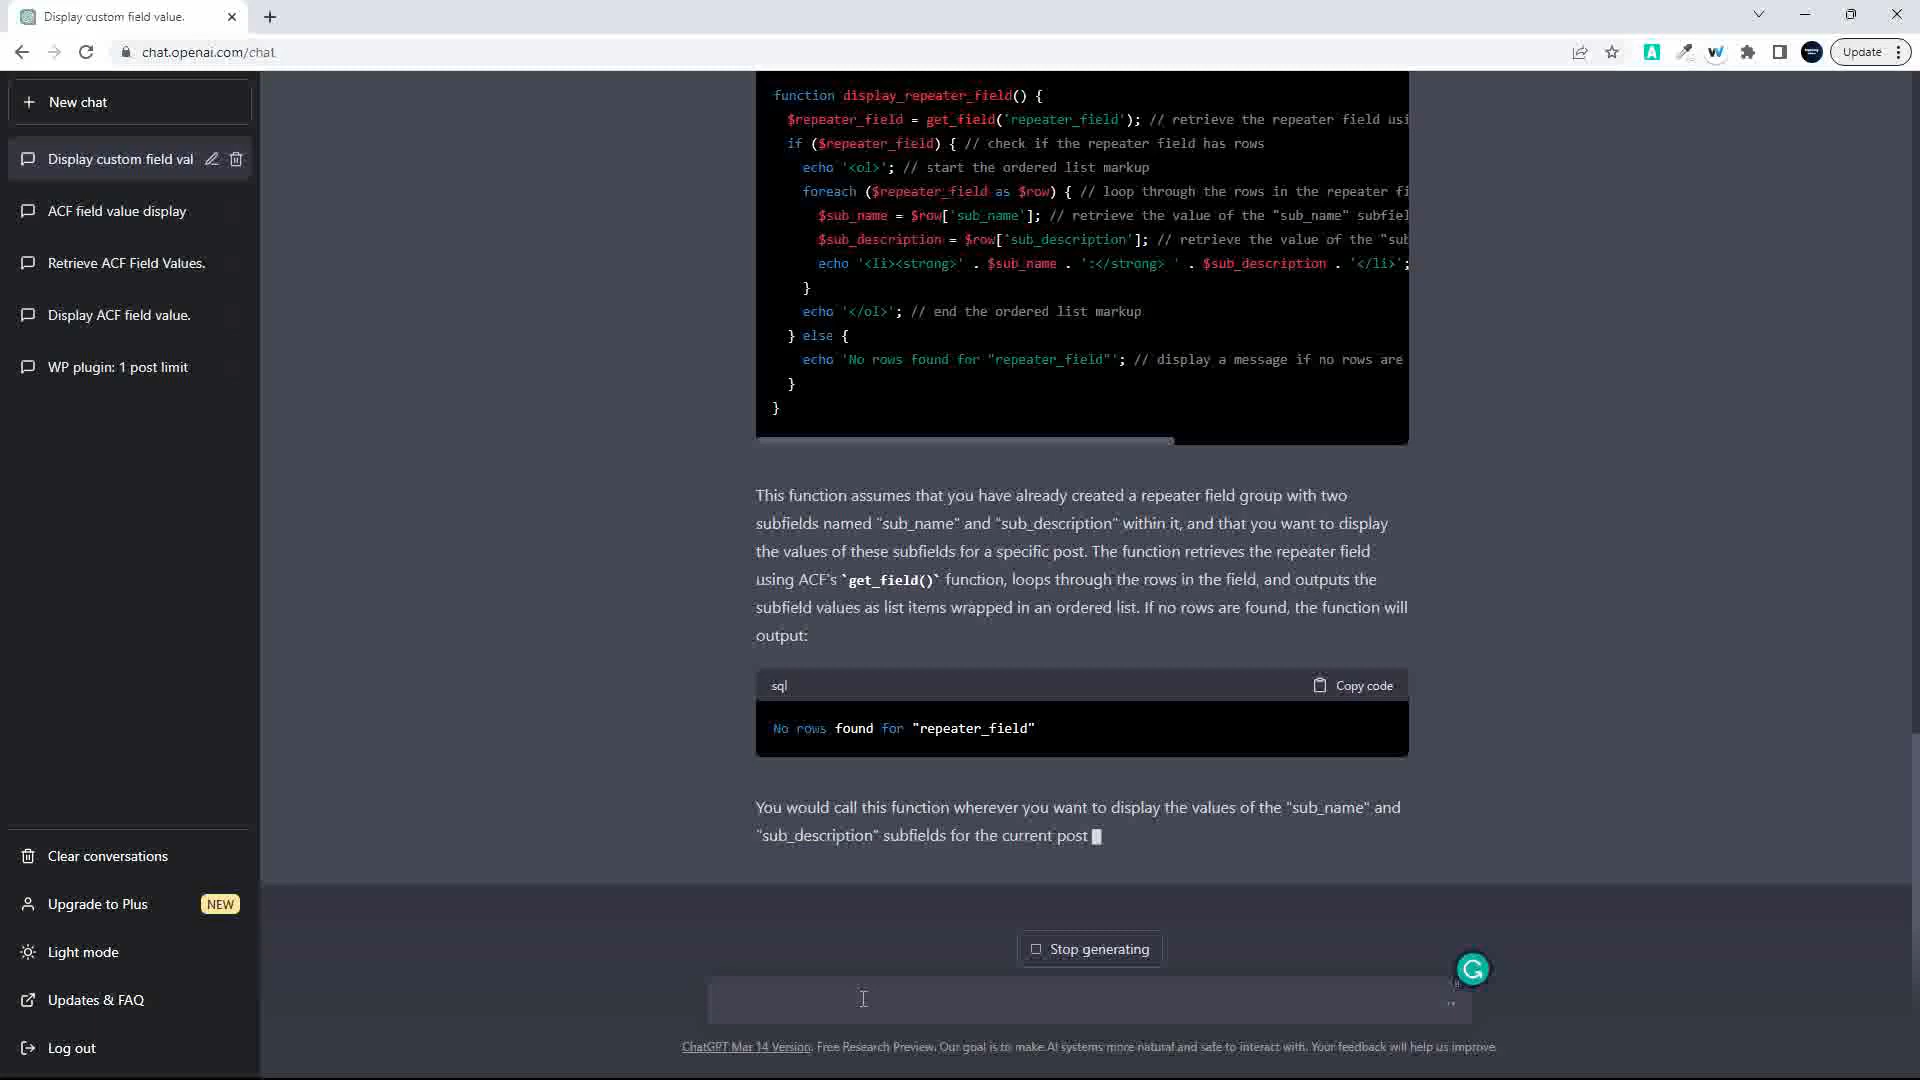 Display custom field value.
chat.openai.com/chat
Update
New chat
Display custom field val
ACF field value display
Retrieve ACF Field Values.
Display ACF field value.
WP plugin: 1 post limit
Clear conversations
Upgrade to Plus NEW
Light mode
Updates & FAQ
Log out
function display_repeater_field() {
$repeater_field = get_field('repeater_field'); // retrieve the repeater field usi
if ($repeater_field) { // check if the repeater field has rows
echo '<ol>'; // start the ordered list markup
foreach ($repeater_field as $row) { // loop through the rows in the repeater fi
$sub_name = $row['sub_name']; // retrieve the value of the "sub_name" subfiel
$sub_description = $row['sub_description']; // retrieve the value of the "sub
echo '<li><strong>' . $sub_name . ':</strong> ' . $sub_description . '</li>';
}
echo '</ol>'; // end the ordered list markup
} else {
echo 'No rows found for "repeater_field"'; // display a message if no rows are
}
}
This function assumes that you have already created a repeater field group with two
subfields named "sub_name" and "sub_description" within it, and that you want to display
the values of these subfields for a specific post. The function retrieves the repeater field
using ACF's `get_field()` function, loops through the rows in the field, and outputs the
subfield values as list items wrapped in an ordered list. If no rows are found, the function will
output:
sql Copy code
No rows found for "repeater_field"
You would call this function wherever you want to display the values of the "sub_name" and
"sub_description" subfields for the current post
Stop generating
ChatGPT Mar 14 Version. Free Research Preview. Our goal is to make AI systems more natural and safe to interact with. Your feedback will help us improve.